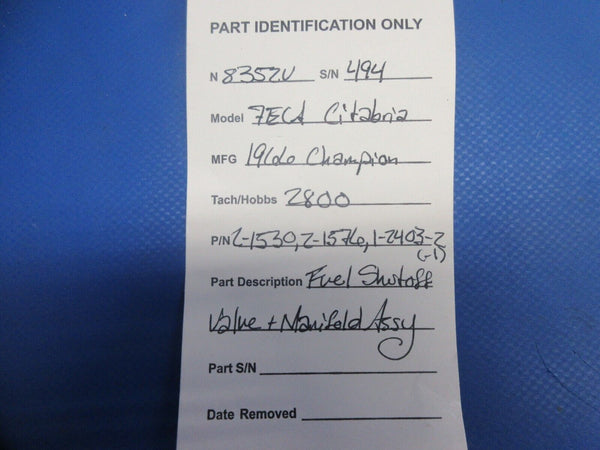 PART IDENTIFICATION ONLY
N 8352V S/N 494
Model 7ECA Citabria
MFG 1966 Champion
Tach/Hobbs 2800
P/N 2-1530, 2-1576, 1-2403-2
(-1)
Part Description Fuel Shutoff
Valve + Manifold Assy
Part S/N
Date Removed